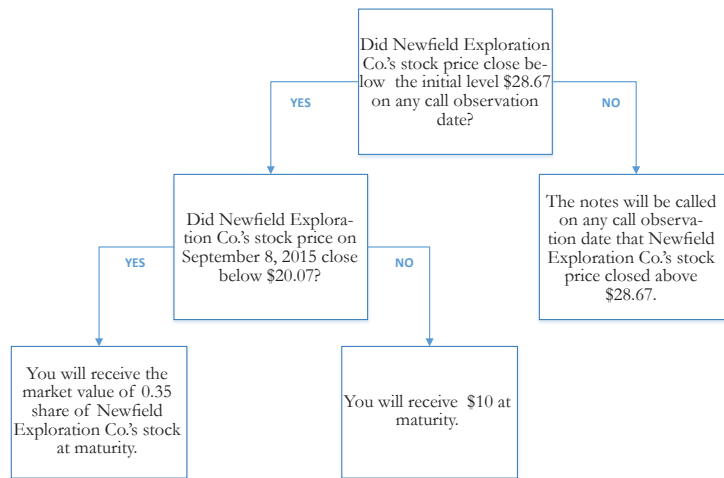 Did Newfield Exploration
Co.'s stock price close be-
low the initial level $28.67
on any call observation
date?
YES
NO
Did Newfield Explora-
tion Co.'s stock price on
September 8, 2015 close
below $20.07?
The notes will be called
on any call observa-
tion date that Newfield
Exploration Co.'s stock
price closed above
$28.67.
YES
NO
You will receive the
market value of 0.35
share of Newfield
Exploration Co.'s stock
at maturity.
You will receive $10 at
maturity.